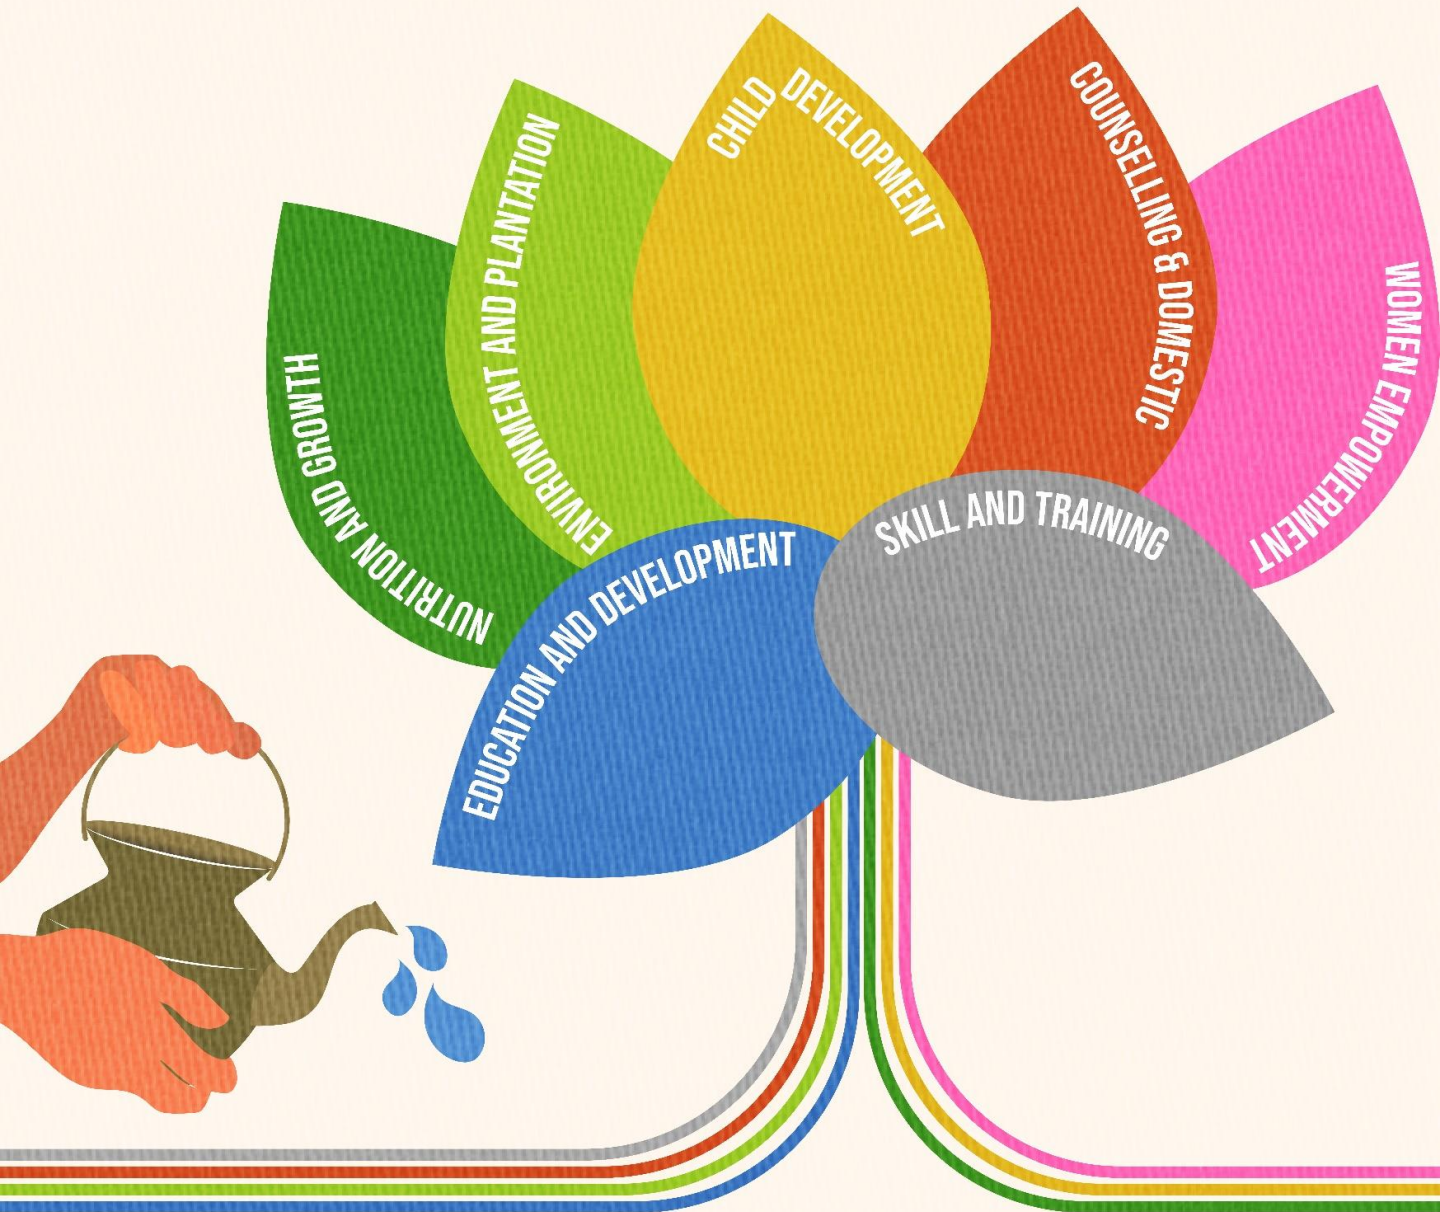 NUTRITION AND GROWTH
ENVIRONMENT AND PLANTATION
CHILD DEVELOPMENT
COUNSELLING & DOMESTIC
WOMEN EMPOWERMENT
EDUCATION AND DEVELOPMENT
SKILL AND TRAINING